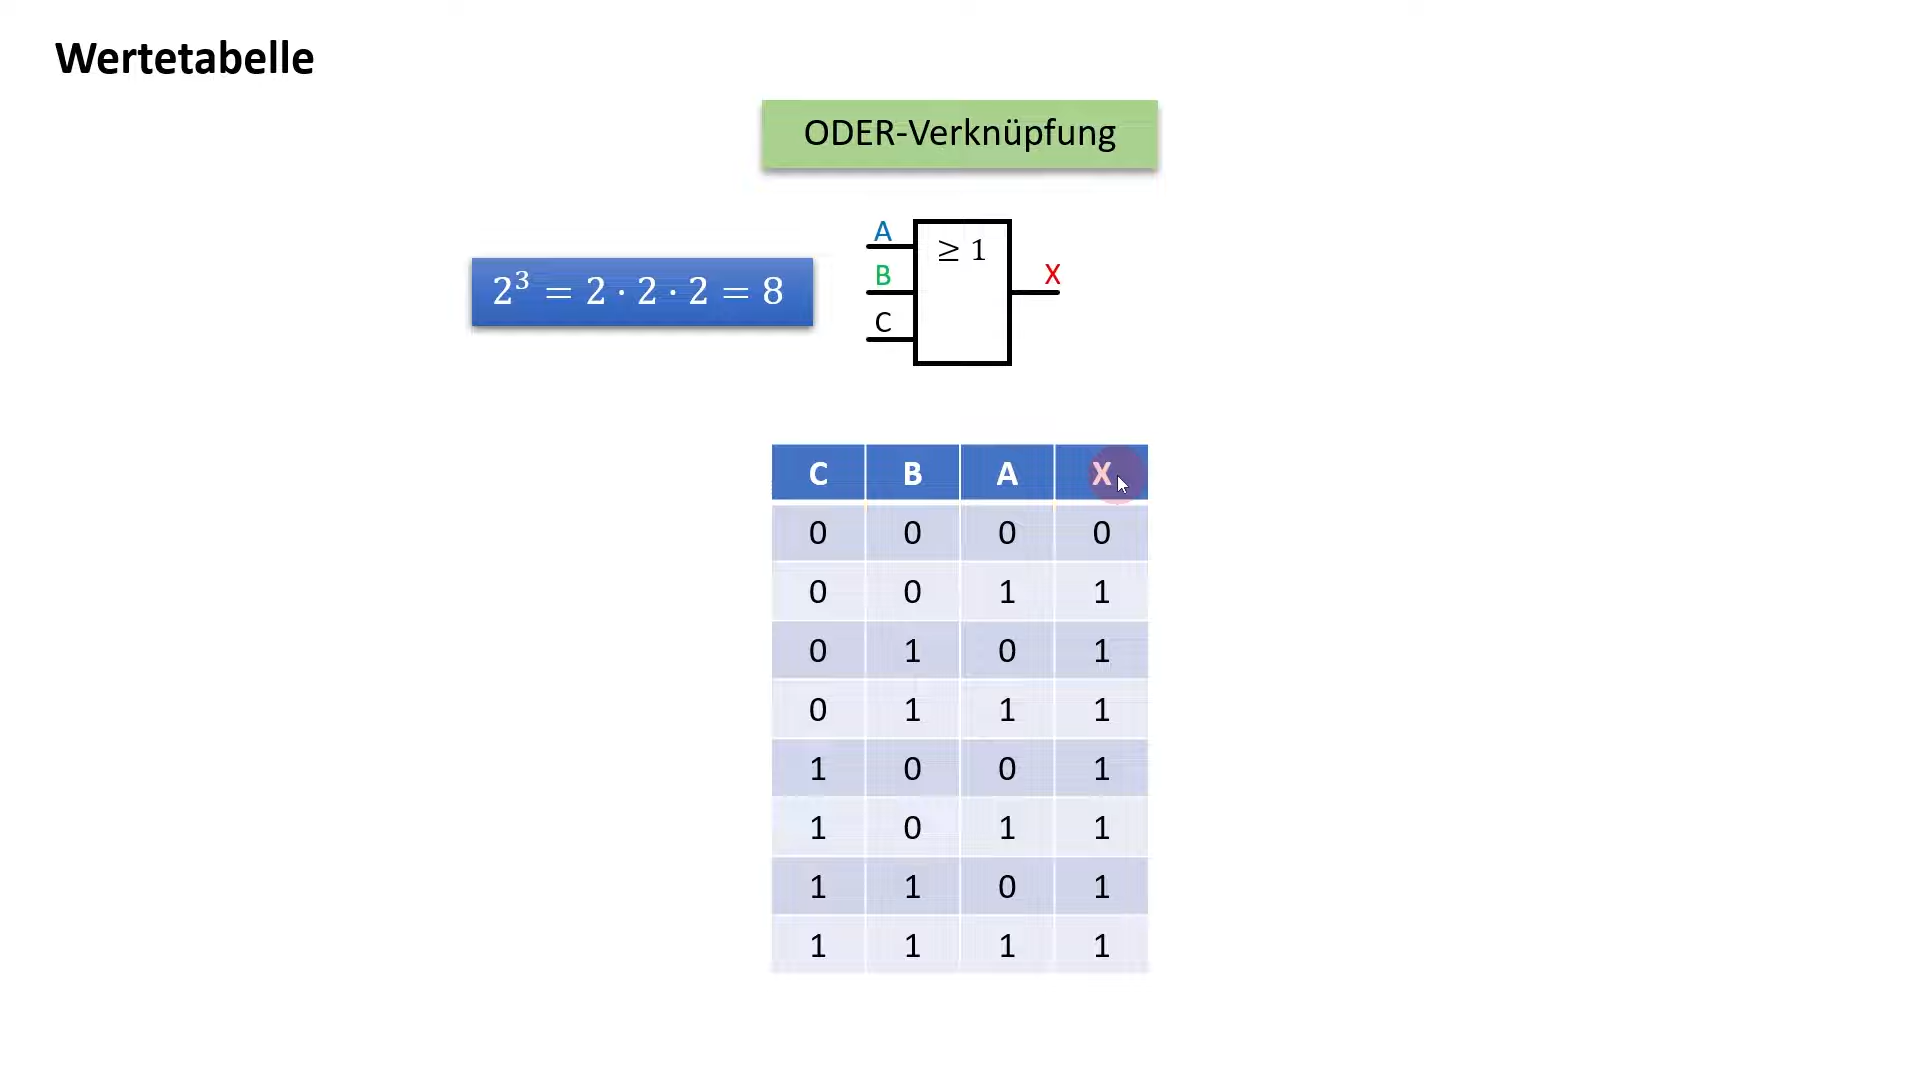 Wertetabelle
ODER-Verknüpfung
2³ = 2 · 2 · 2 = 8
A
B
C
≥ 1
X
C B A X
0 0 0 0
0 0 1 1
0 1 0 1
0 1 1 1
1 0 0 1
1 0 1 1
1 1 0 1
1 1 1 1